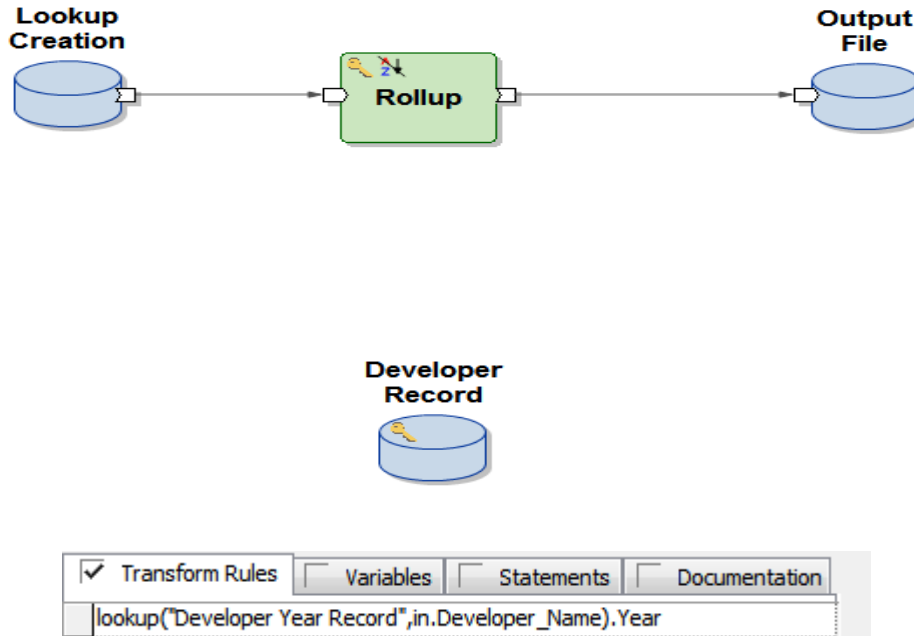 Lookup
Creation
Output
File
Rollup
Developer
Record
Transform Rules Variables Statements Documentation
lookup("Developer Year Record",in.Developer_Name).Year